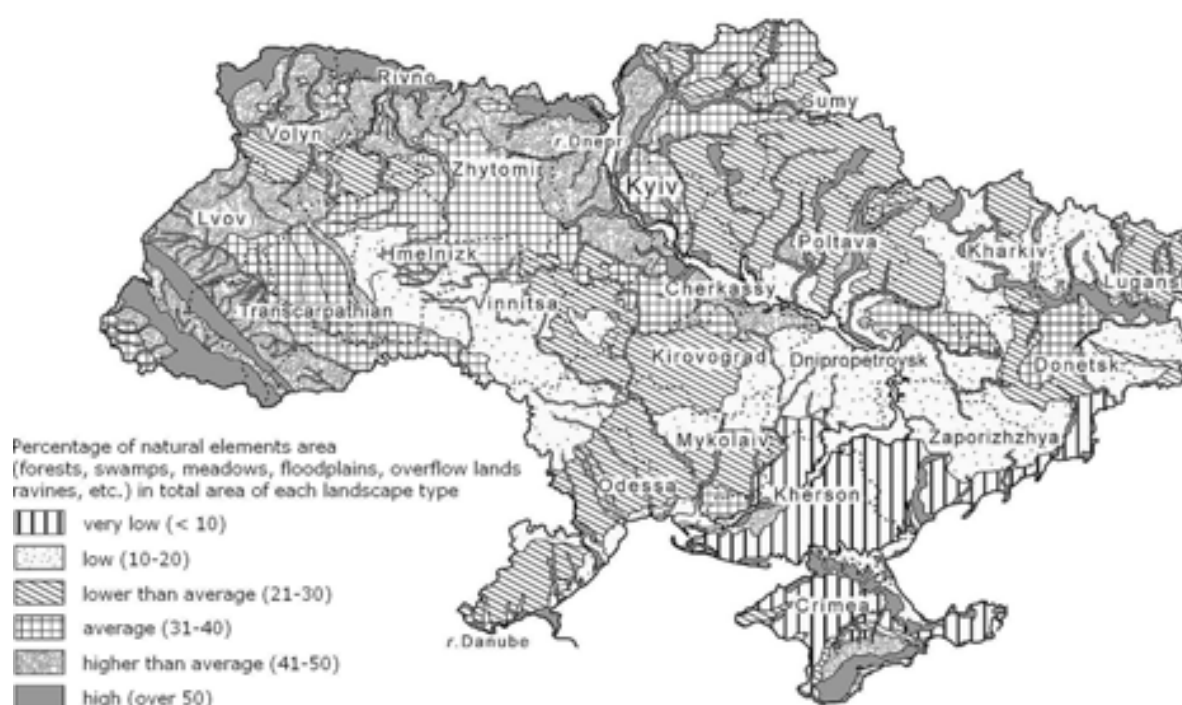 Rivno
Sumy
r.Dnepr
Volyn
Zhytomi
Kyiv
Lvov
Poltava
Hmelnizk
Kharkiv
Cherkassy
Lugansk
Transcarpathian
Vinnitsa
Kirovograd
Dnipropetrovsk
Donetsk
Mykolaiv
Zaporizhzhya
Odessa
Kherson
Crimea
r.Danube
Percentage of natural elements area
(forests, swamps, meadows, floodplains, overflow lands
ravines, etc.) in total area of each landscape type
very low (< 10)
low (10-20)
lower than average (21-30)
average (31-40)
higher than average (41-50)
high (over 50)